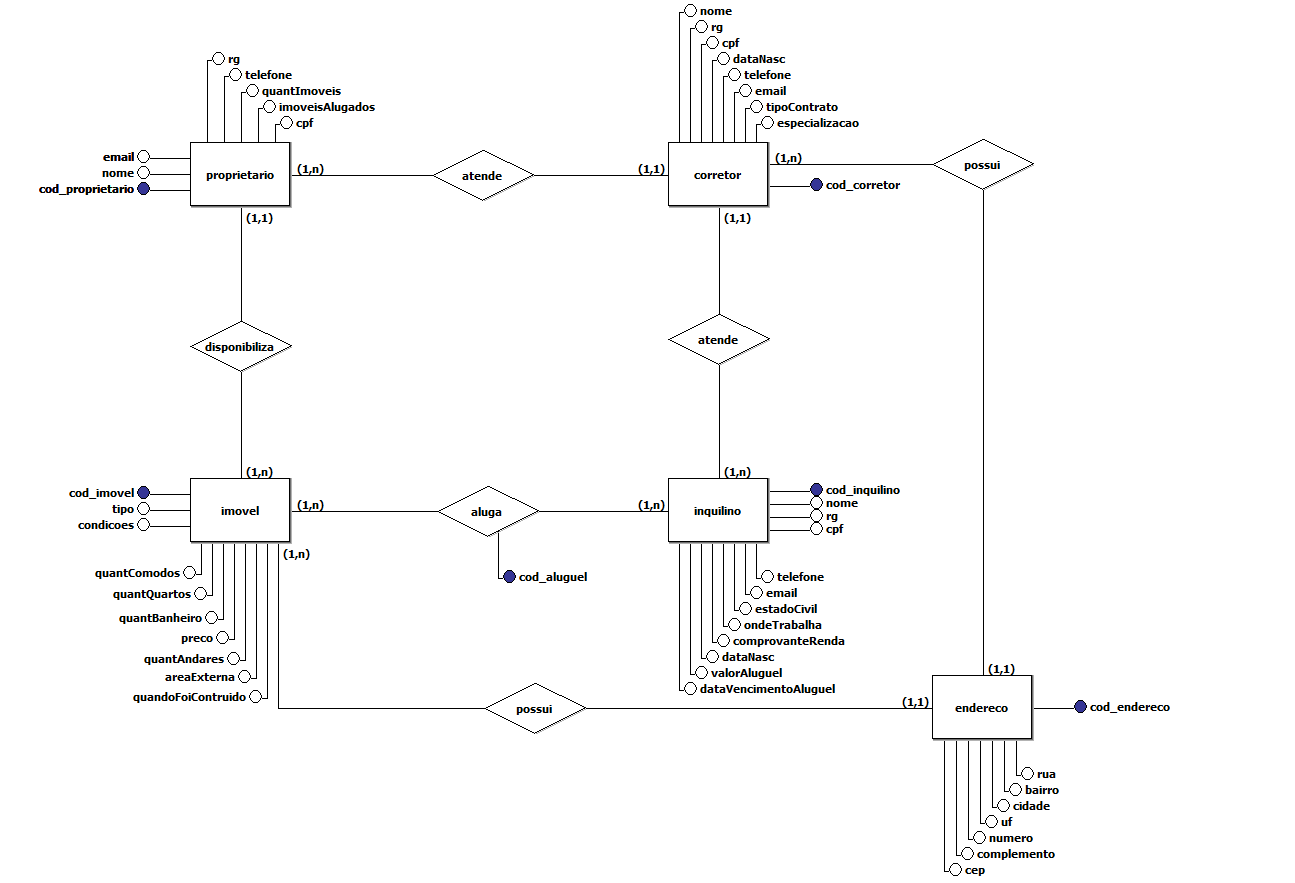 nome
rg
cpf
dataNasc
telefone
email
tipoContrato
especializacao
rg
telefone
quantImoveis
imoveisAlugados
cpf
email
nome
cod_proprietario
proprietario
(1,n)
atende
(1,1)
corretor
(1,n)
possui
cod_corretor
(1,1)
(1,1)
disponibiliza
atende
(1,n)
(1,n)
cod_imovel
tipo
condicoes
imovel
(1,n)
aluga
(1,n)
inquilino
cod_inquilino
nome
rg
cpf
(1,n)
cod_aluguel
quantComodos
quantQuartos
quantBanheiro
preco
quantAndares
areaExterna
quandoFoiContruido
telefone
email
estadoCivil
ondeTrabalha
comprovanteRenda
dataNasc
valorAluguel
dataVencimentoAluguel
possui
(1,1)
(1,1)
endereco
cod_endereco
rua
bairro
cidade
uf
numero
complemento
cep